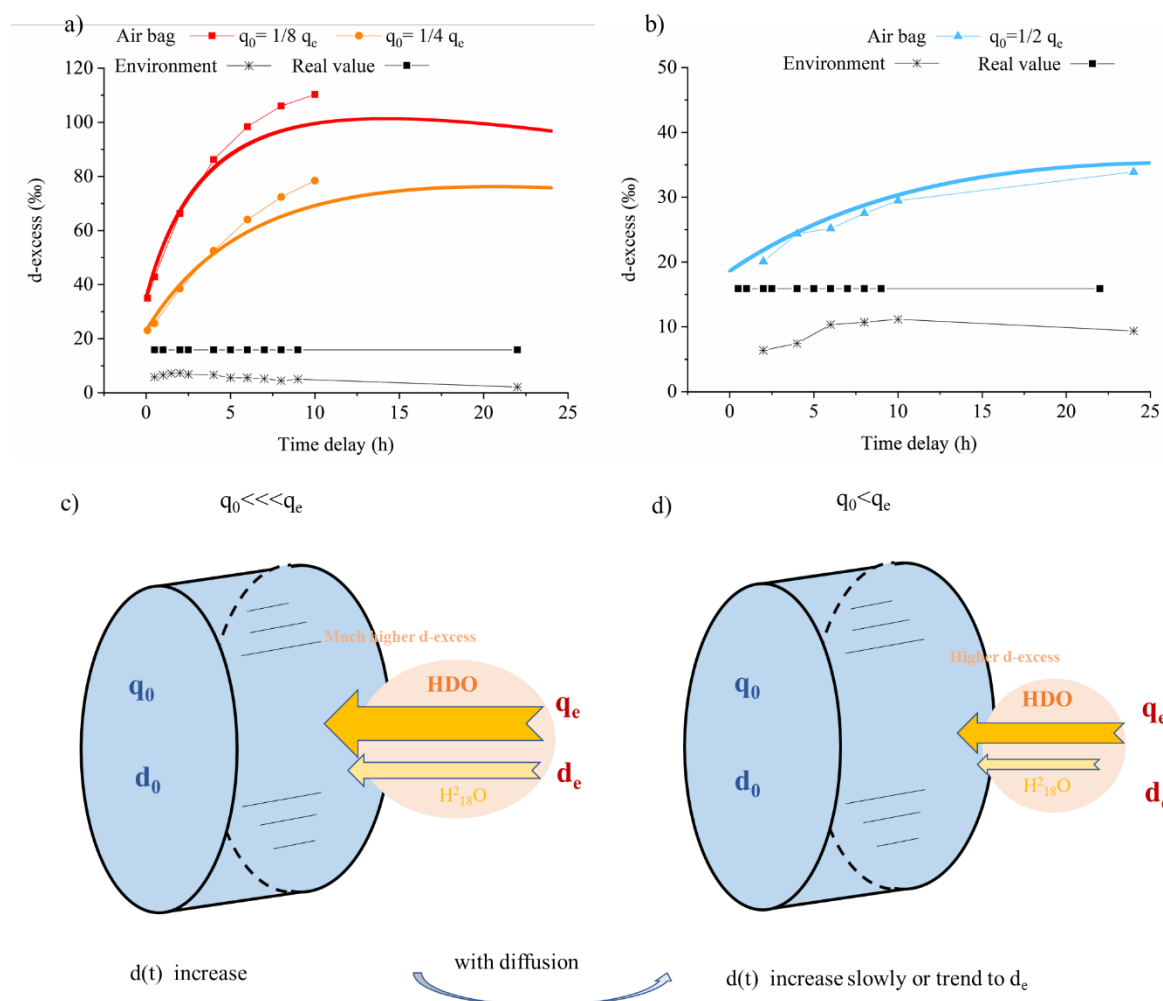 a)
Air bag q₀= 1/8 qₑ q₀= 1/4 qₑ
Environment Real value
120
100
80
60
40
20
0
d-excess (‰)
0 5 10 15 20 25
Time delay (h)
b)
Air bag q₀=1/2 qₑ
Environment Real value
50
40
30
20
10
0
d-excess (‰)
0 5 10 15 20 25
Time delay (h)
c)
q₀<<<qₑ
Much higher d-excess
HDO
q₀
qₑ
d₀
dₑ
H²₁₈O
d(t) increase
with diffusion
d)
q₀<qₑ
Higher d-excess
HDO
q₀
qₑ
d₀
dₑ
H²₁₈O
d(t) increase slowly or trend to dₑ